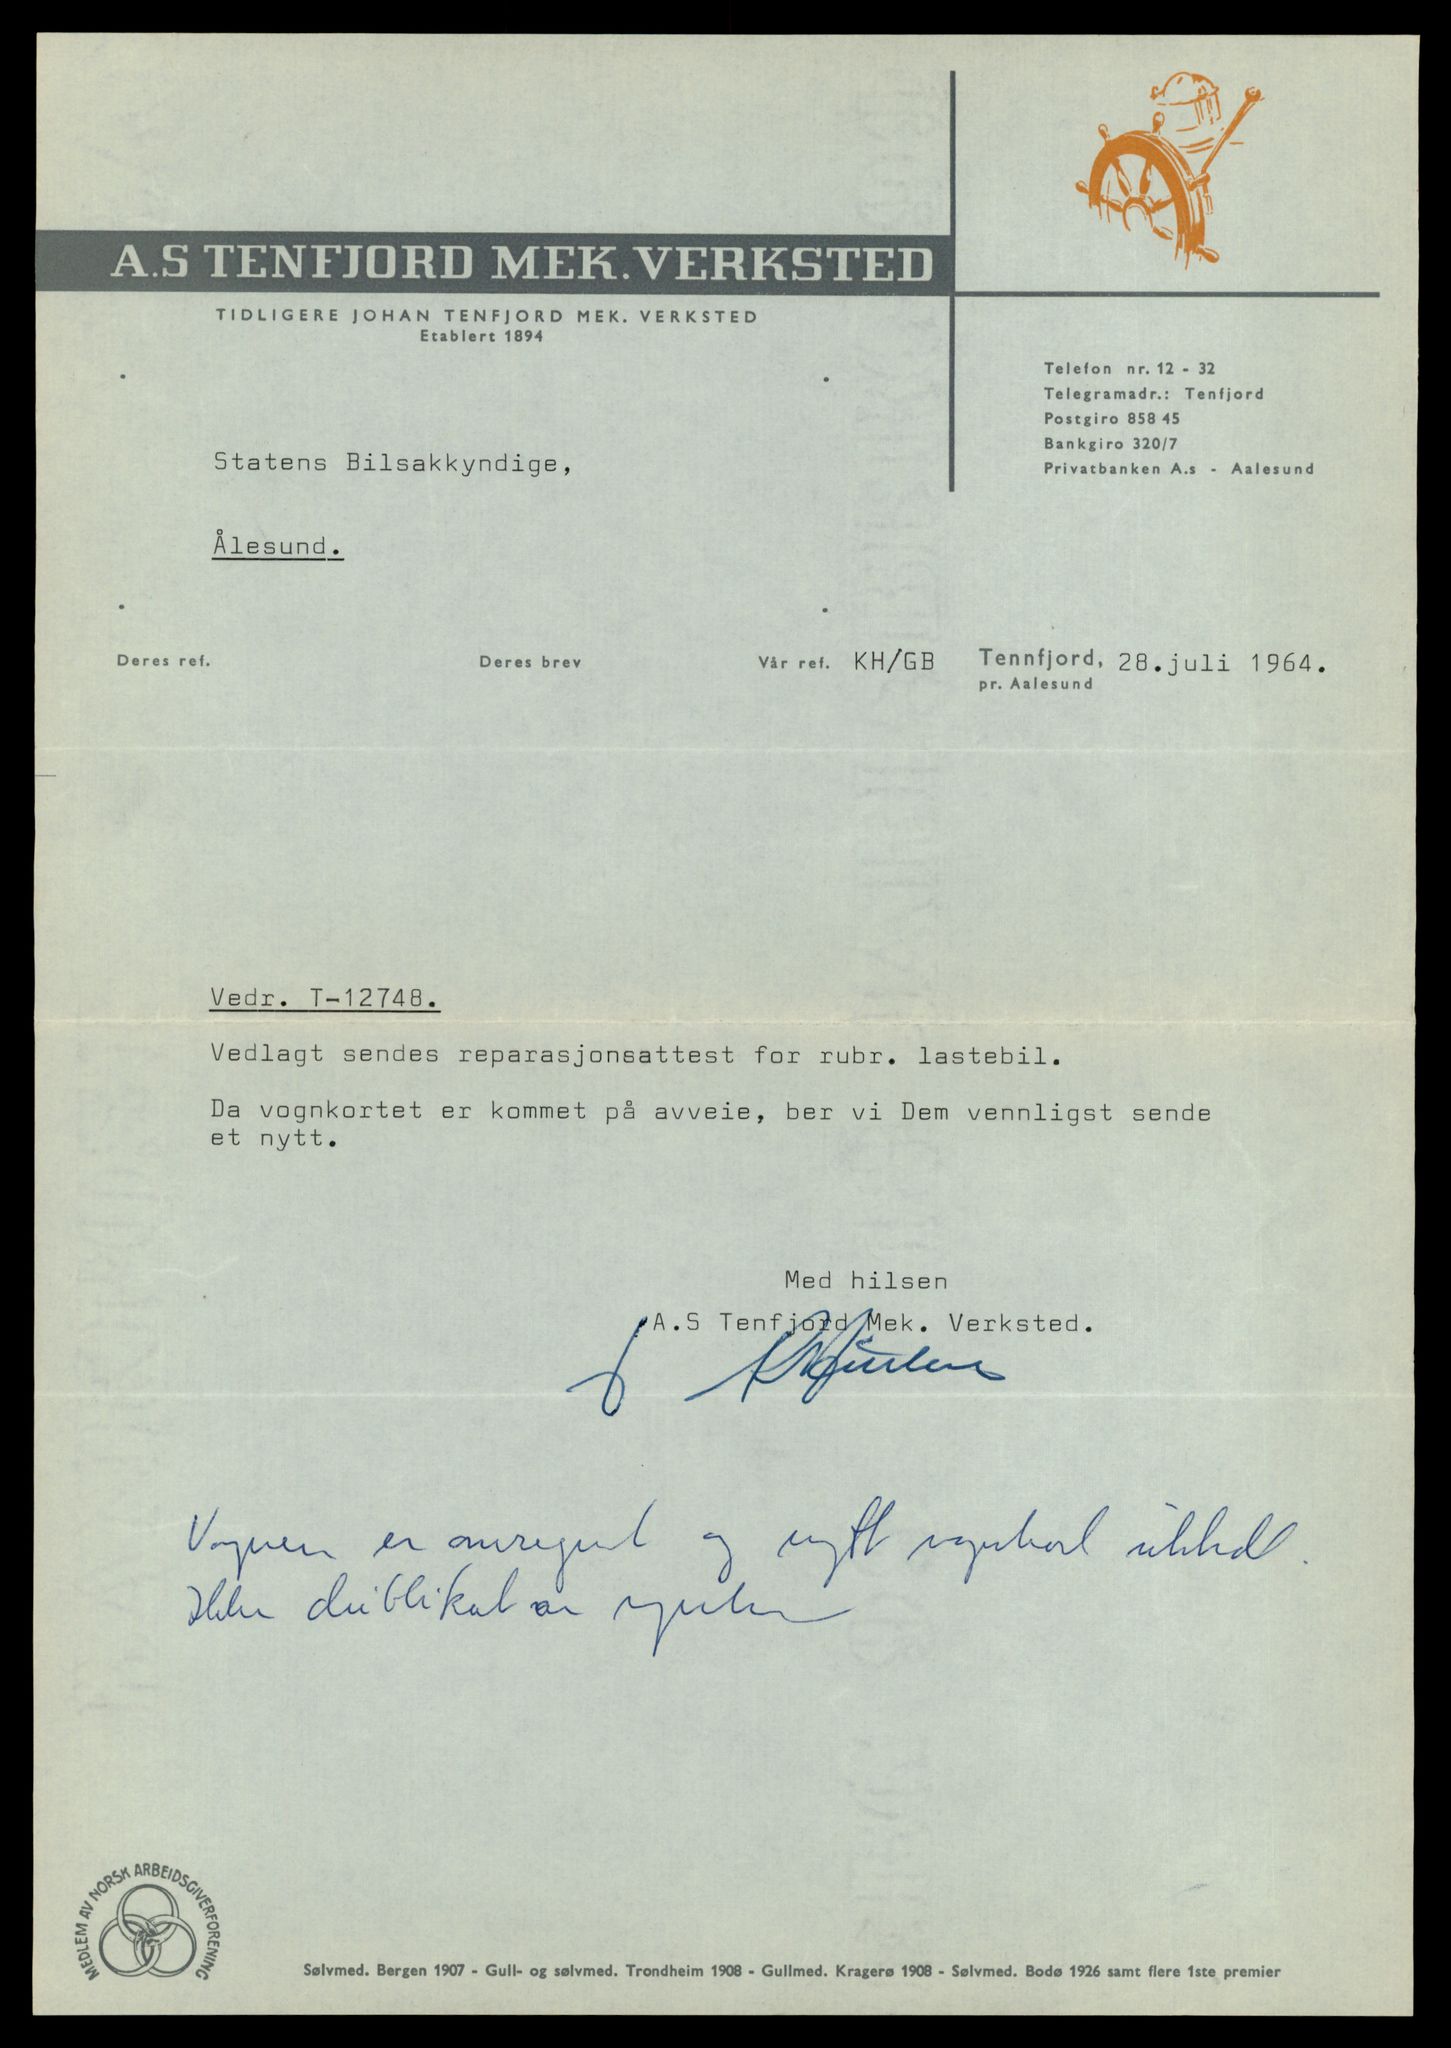 A.S TENFJORD MEK. VERKSTED
TIDLIGERE JOHAN TENFJORD MEK. VERKSTED
Etablert 1894
Telefon nr. 12 - 32
Telegramadr.: Tenfjord
Postgiro 858 45
Bankgiro 320/7
Privatbanken A.s - Aalesund
Statens Bilsakkyndige,
Ålesund.
Deres ref. Deres brev Vår ref. KH/GB Tennfjord, 28.juli 1964.
pr. Aalesund
Vedr. T-12748.
Vedlagt sendes reparasjonsattest for rubr. lastebil.
Da vognkortet er kommet på avveie, ber vi Dem vennligst sende
et nytt.
Med hilsen
A.S Tenfjord Mek. Verksted.
Vognen er omregist og nytt vognkort utstedt.
Ikke dublikat
MEDLEM AV NORSK ARBEIDSGIVERFORENING
Sølvmed. Bergen 1907 - Gull- og sølvmed. Trondheim 1908 - Gullmed. Kragerø 1908 - Sølvmed. Bodø 1926 samt flere 1ste premier